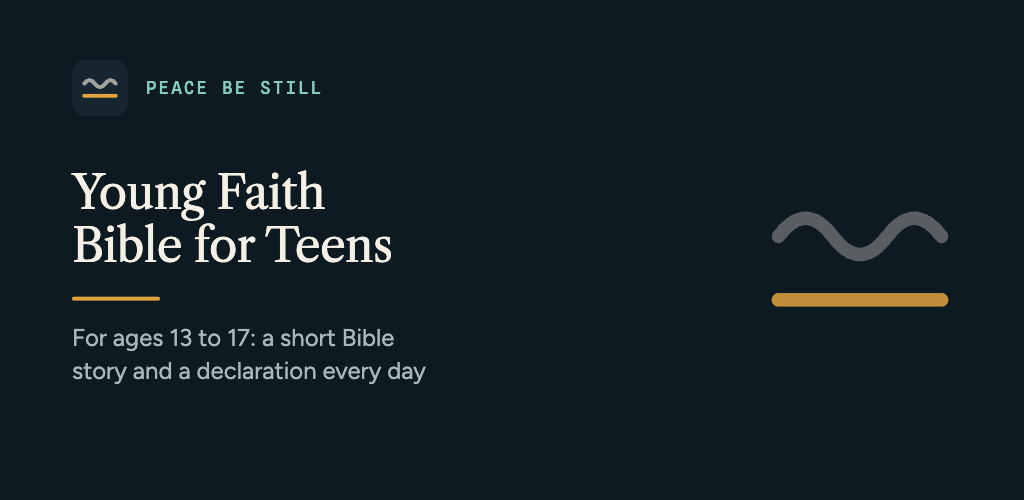 PEACE BE STILL
Young Faith
Bible for Teens
For ages 13 to 17: a short Bible
story and a declaration every day